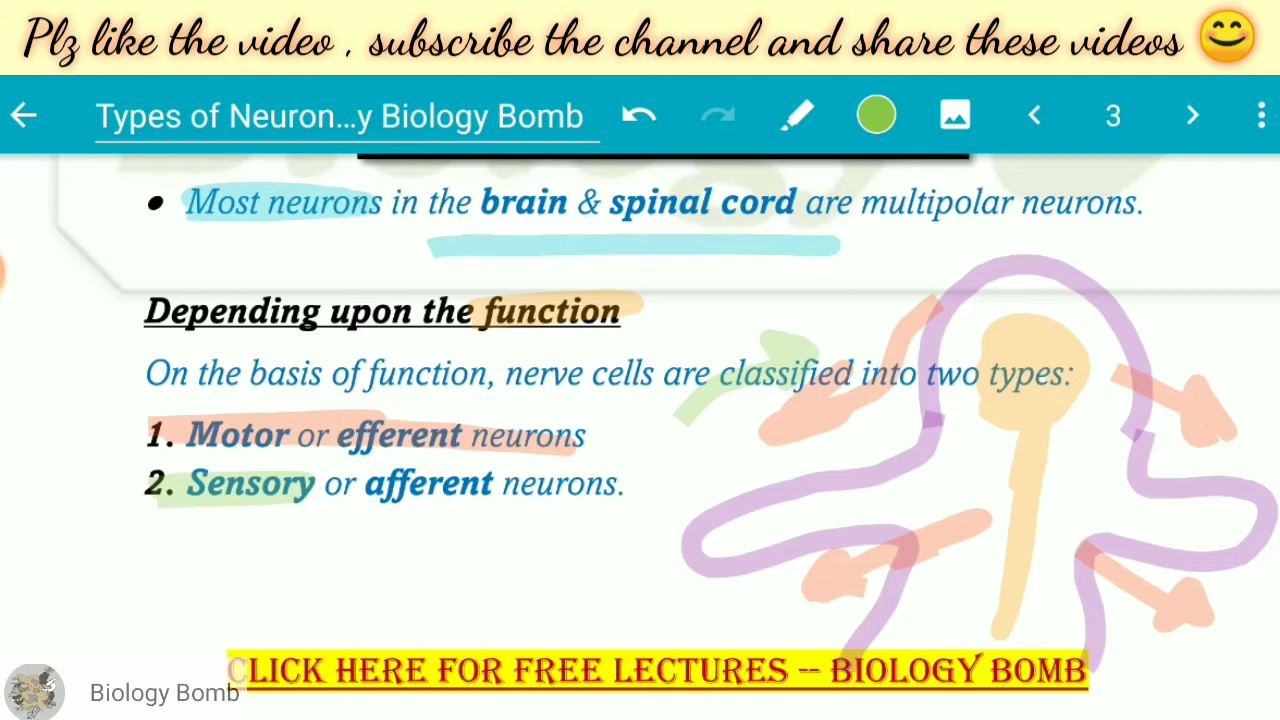 Plz like the video , subscribe the channel and share these videos 😊
Types of Neuron...y Biology Bomb
3
• Most neurons in the brain & spinal cord are multipolar neurons.
Depending upon the function
On the basis of function, nerve cells are classified into two types:
1. Motor or efferent neurons
2. Sensory or afferent neurons.
CLICK HERE FOR FREE LECTURES -- BIOLOGY BOMB
Biology Bomb